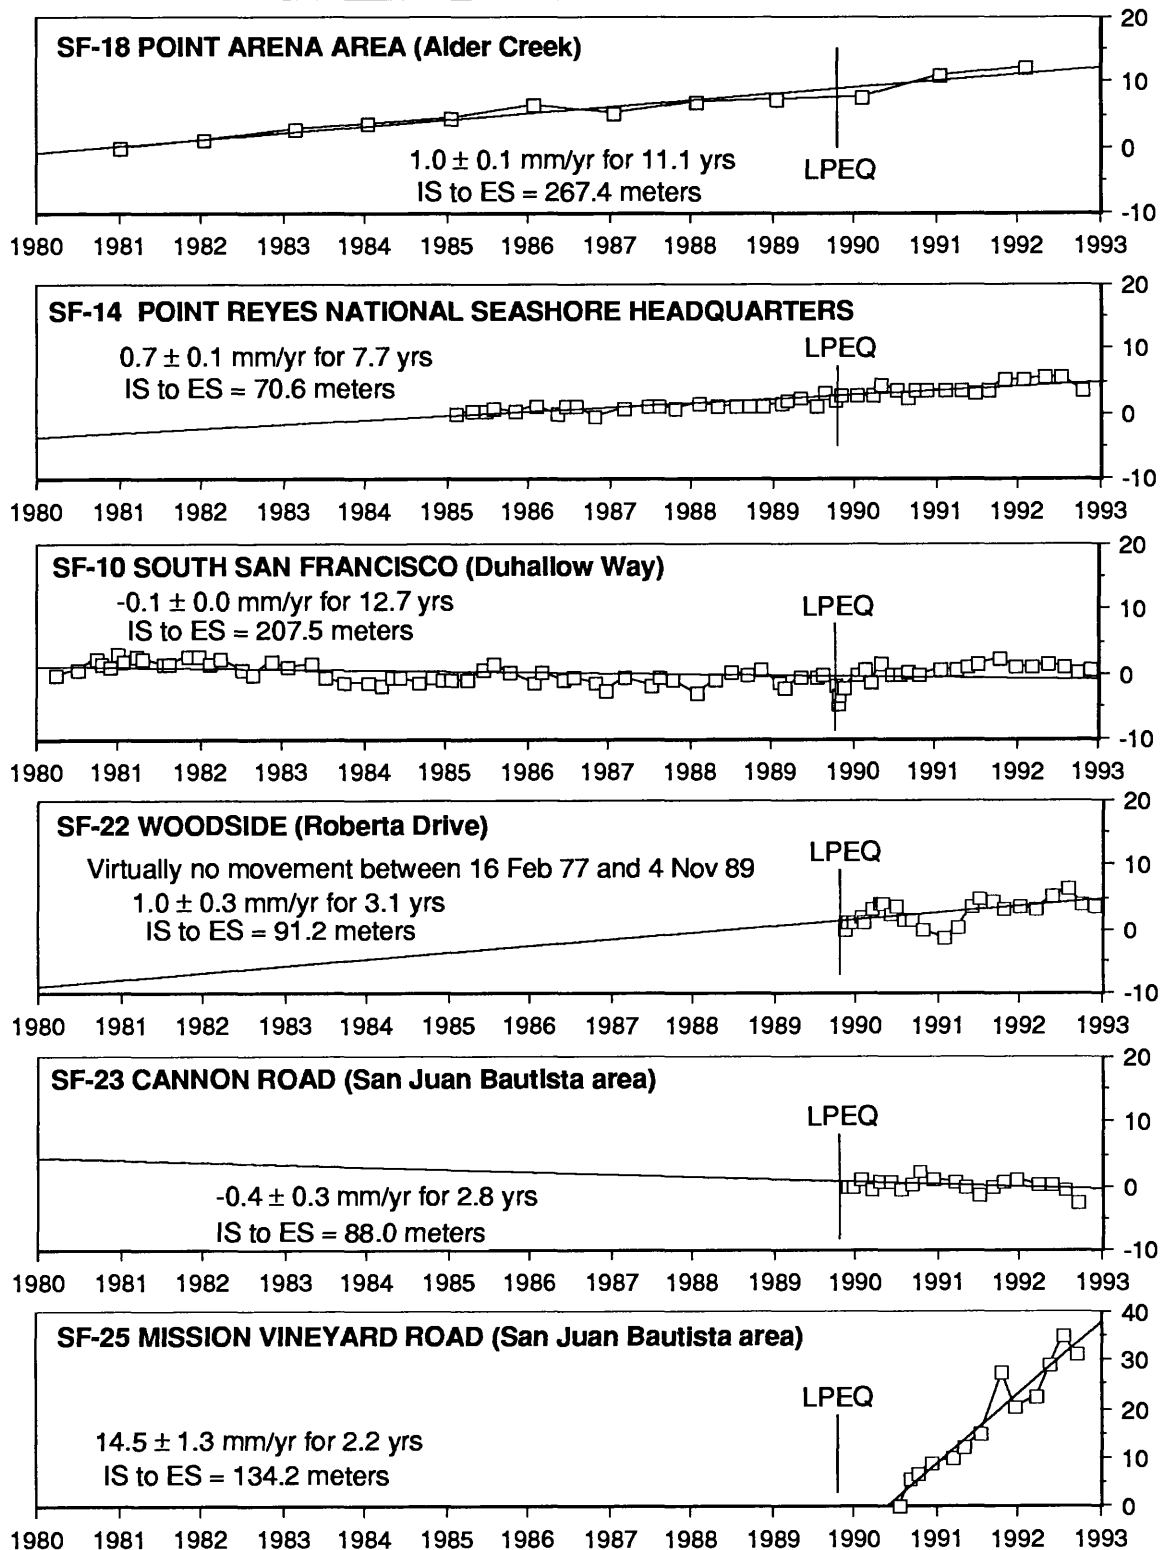 SF-18 POINT ARENA AREA (Alder Creek)
1.0 ± 0.1 mm/yr for 11.1 yrs
IS to ES = 267.4 meters
LPEQ
20
10
0
-10
1980 1981 1982 1983 1984 1985 1986 1987 1988 1989 1990 1991 1992 1993
SF-14 POINT REYES NATIONAL SEASHORE HEADQUARTERS
0.7 ± 0.1 mm/yr for 7.7 yrs
IS to ES = 70.6 meters
LPEQ
20
10
0
-10
1980 1981 1982 1983 1984 1985 1986 1987 1988 1989 1990 1991 1992 1993
SF-10 SOUTH SAN FRANCISCO (Duhallow Way)
-0.1 ± 0.0 mm/yr for 12.7 yrs
IS to ES = 207.5 meters
LPEQ
20
10
0
-10
1980 1981 1982 1983 1984 1985 1986 1987 1988 1989 1990 1991 1992 1993
SF-22 WOODSIDE (Roberta Drive)
Virtually no movement between 16 Feb 77 and 4 Nov 89
1.0 ± 0.3 mm/yr for 3.1 yrs
IS to ES = 91.2 meters
LPEQ
20
10
0
-10
1980 1981 1982 1983 1984 1985 1986 1987 1988 1989 1990 1991 1992 1993
SF-23 CANNON ROAD (San Juan Bautista area)
-0.4 ± 0.3 mm/yr for 2.8 yrs
IS to ES = 88.0 meters
LPEQ
20
10
0
-10
1980 1981 1982 1983 1984 1985 1986 1987 1988 1989 1990 1991 1992 1993
SF-25 MISSION VINEYARD ROAD (San Juan Bautista area)
14.5 ± 1.3 mm/yr for 2.2 yrs
IS to ES = 134.2 meters
LPEQ
40
30
20
10
0
1980 1981 1982 1983 1984 1985 1986 1987 1988 1989 1990 1991 1992 1993